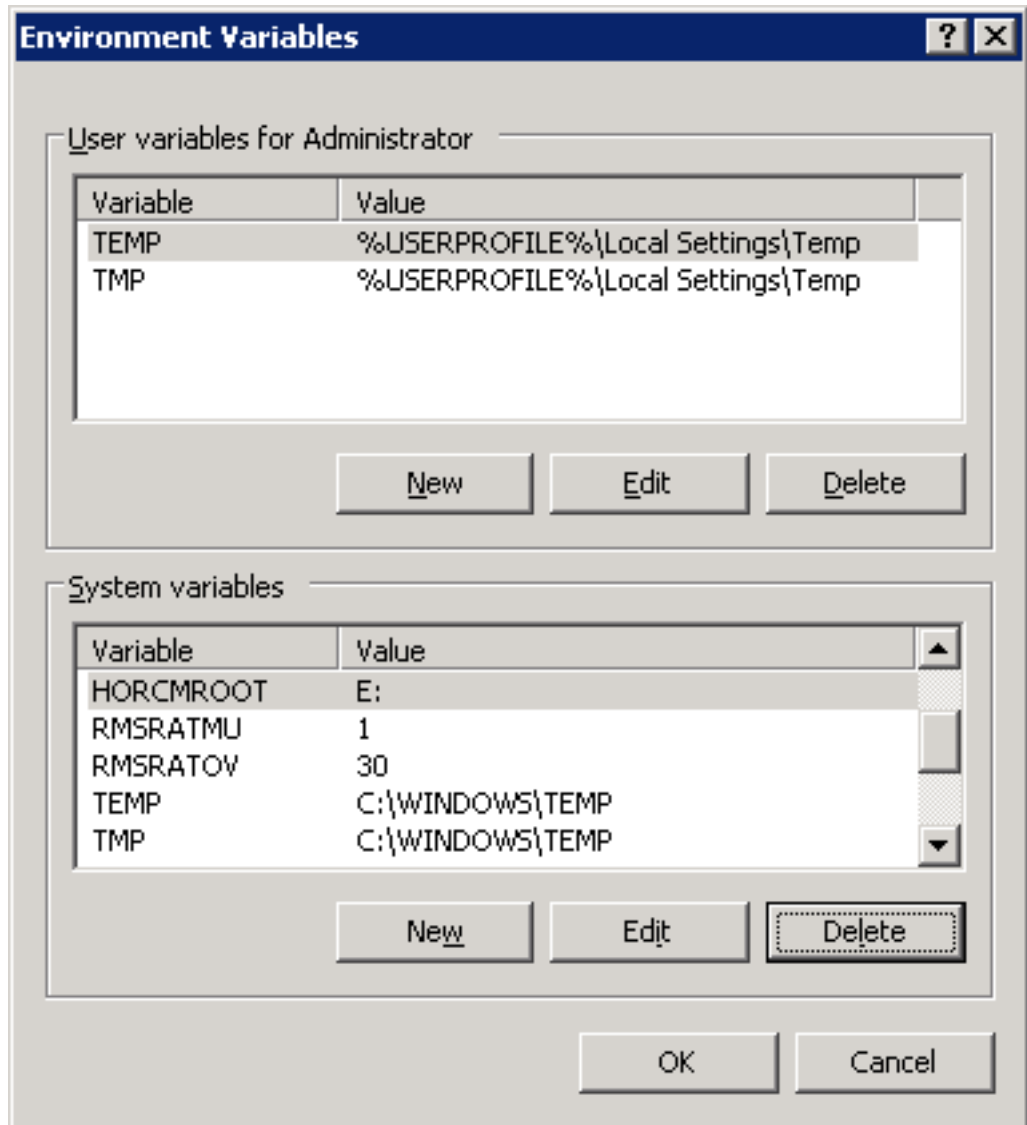 Environment Variables
User variables for Administrator
Variable Value
TEMP %USERPROFILE%\Local Settings\Temp
TMP %USERPROFILE%\Local Settings\Temp
New Edit Delete
System variables
Variable Value
HORCMROOT E:
RMSRATMU 1
RMSRATOV 30
TEMP C:\WINDOWS\TEMP
TMP C:\WINDOWS\TEMP
New Edit Delete
OK Cancel